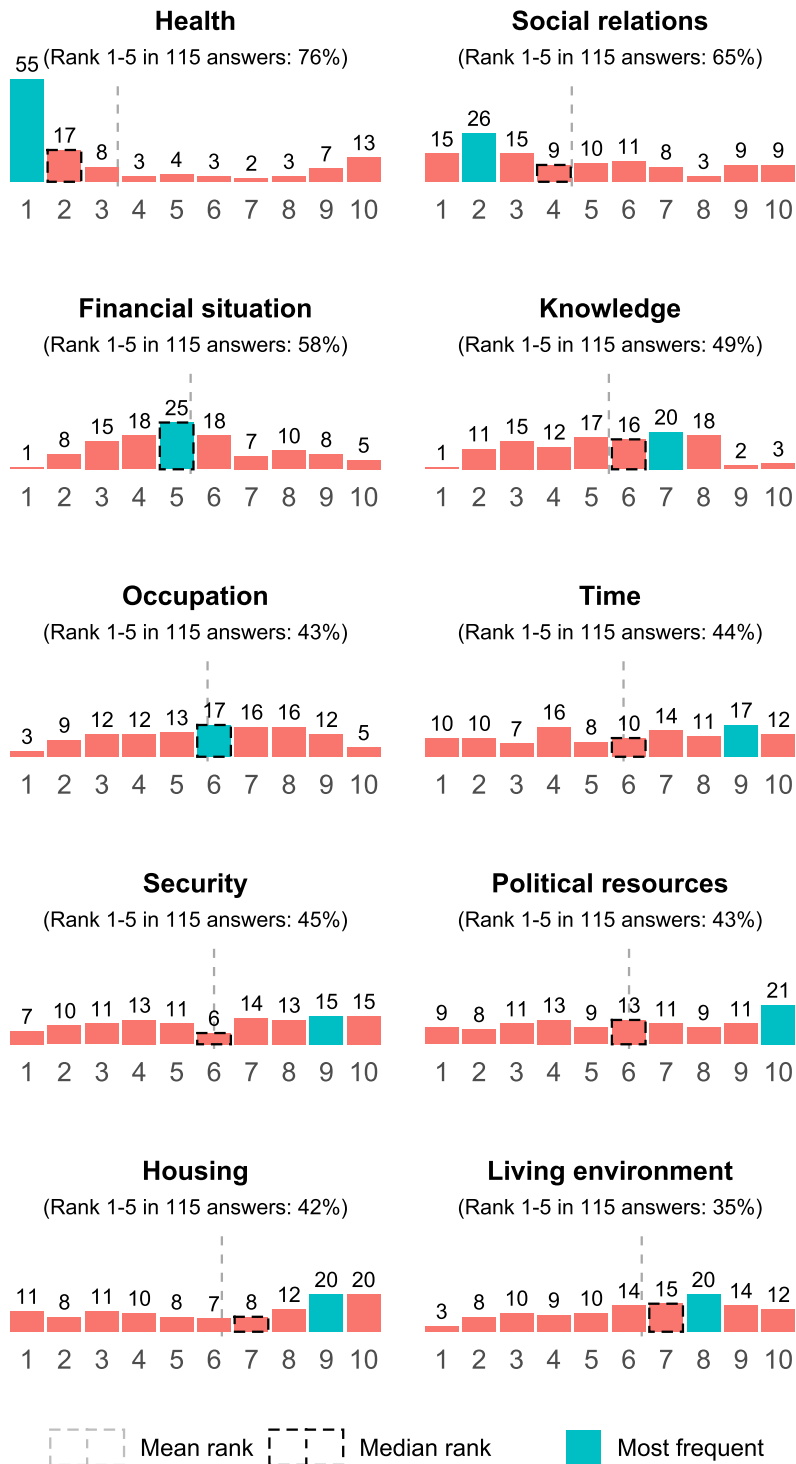 Health
(Rank 1-5 in 115 answers: 76%)
55 17 8 3 4 3 2 3 7 13
1 2 3 4 5 6 7 8 9 10
Social relations
(Rank 1-5 in 115 answers: 65%)
15 26 15 9 10 11 8 3 9 9
1 2 3 4 5 6 7 8 9 10
Financial situation
(Rank 1-5 in 115 answers: 58%)
1 8 15 18 25 18 7 10 8 5
1 2 3 4 5 6 7 8 9 10
Knowledge
(Rank 1-5 in 115 answers: 49%)
1 11 15 12 17 16 20 18 2 3
1 2 3 4 5 6 7 8 9 10
Occupation
(Rank 1-5 in 115 answers: 43%)
3 9 12 12 13 17 16 16 12 5
1 2 3 4 5 6 7 8 9 10
Time
(Rank 1-5 in 115 answers: 44%)
10 10 7 16 8 10 14 11 17 12
1 2 3 4 5 6 7 8 9 10
Security
(Rank 1-5 in 115 answers: 45%)
7 10 11 13 11 6 14 13 15 15
1 2 3 4 5 6 7 8 9 10
Political resources
(Rank 1-5 in 115 answers: 43%)
9 8 11 13 9 13 11 9 11 21
1 2 3 4 5 6 7 8 9 10
Housing
(Rank 1-5 in 115 answers: 42%)
11 8 11 10 8 7 8 12 20 20
1 2 3 4 5 6 7 8 9 10
Living environment
(Rank 1-5 in 115 answers: 35%)
3 8 10 9 10 14 15 20 14 12
1 2 3 4 5 6 7 8 9 10
Mean rank Median rank Most frequent